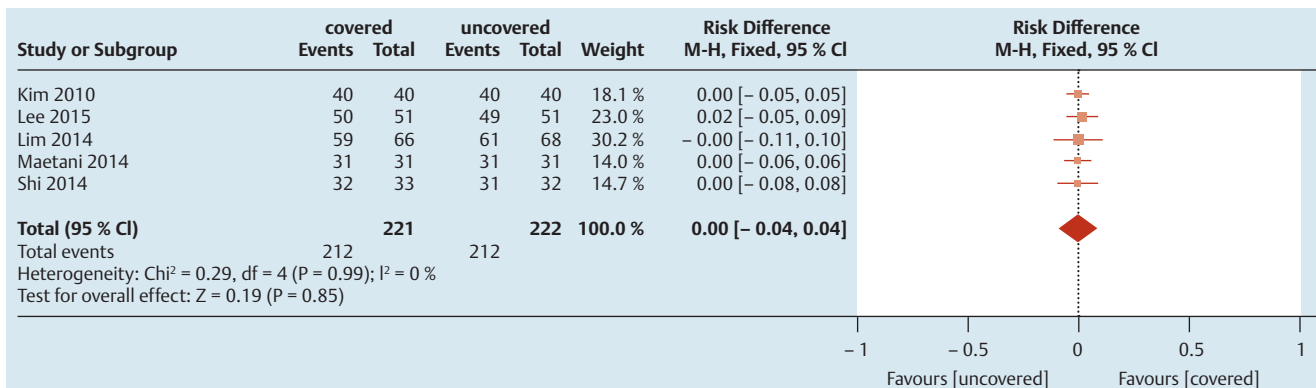 covered uncovered Risk Difference Risk Difference
Study or Subgroup Events Total Events Total Weight M-H, Fixed, 95 % CI M-H, Fixed, 95 % CI
Kim 2010 40 40 40 40 18.1 % 0.00 [– 0.05, 0.05]
Lee 2015 50 51 49 51 23.0 % 0.02 [– 0.05, 0.09]
Lim 2014 59 66 61 68 30.2 % – 0.00 [– 0.11, 0.10]
Maetani 2014 31 31 31 31 14.0 % 0.00 [– 0.06, 0.06]
Shi 2014 32 33 31 32 14.7 % 0.00 [– 0.08, 0.08]
Total (95 % CI) 221 222 100.0 % 0.00 [– 0.04, 0.04]
Total events 212 212
Heterogeneity: Chi² = 0.29, df = 4 (P = 0.99); I² = 0 %
Test for overall effect: Z = 0.19 (P = 0.85)
– 1 – 0.5 0 0.5 1
Favours [uncovered] Favours [covered]